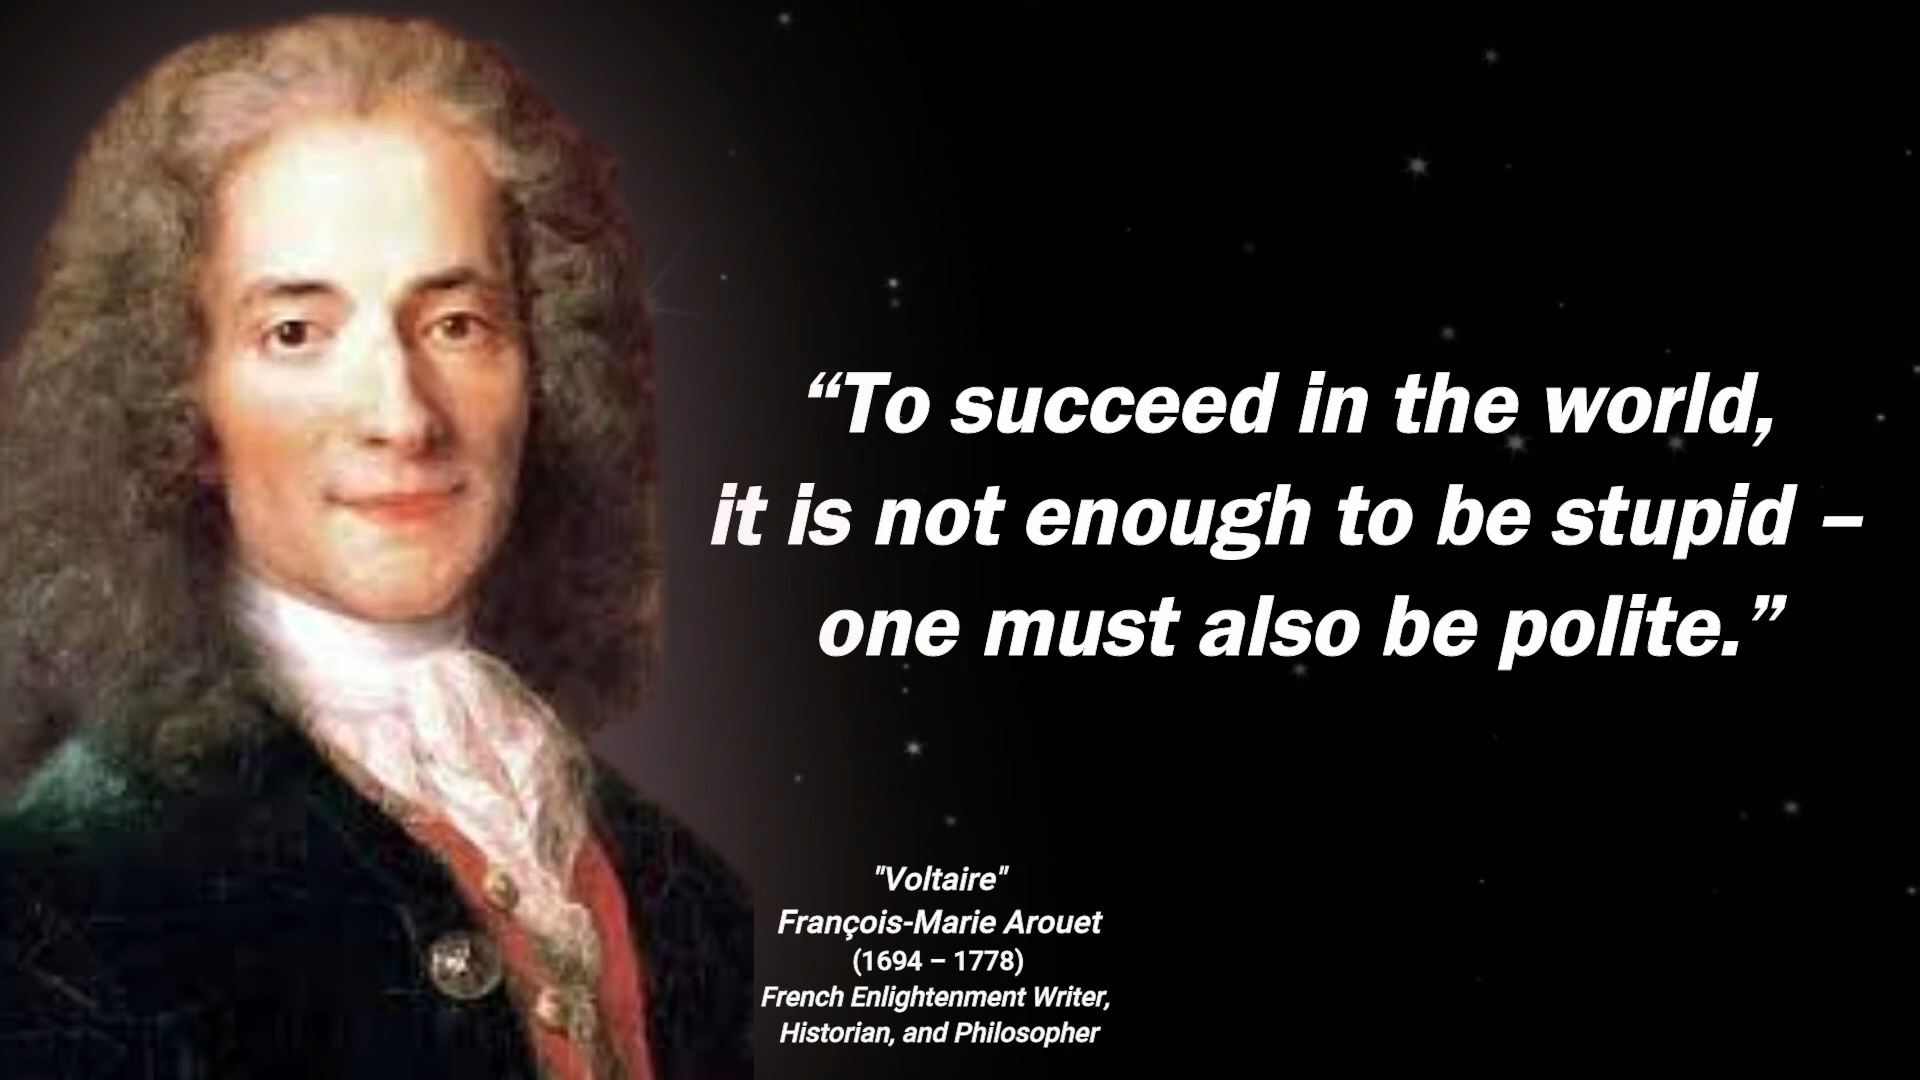 “To succeed in the world,
it is not enough to be stupid –
one must also be polite.”
"Voltaire"
François-Marie Arouet
(1694 – 1778)
French Enlightenment Writer,
Historian, and Philosopher